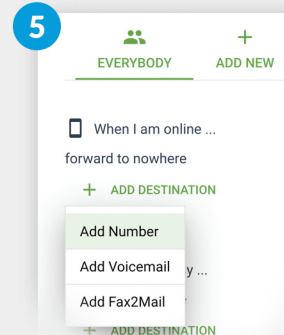 5
EVERYBODY
ADD NEW
When I am online ...
forward to nowhere
+ ADD DESTINATION
Add Number
Add Voicemail
y ...
Add Fax2Mail
+ ADD DESTINATION